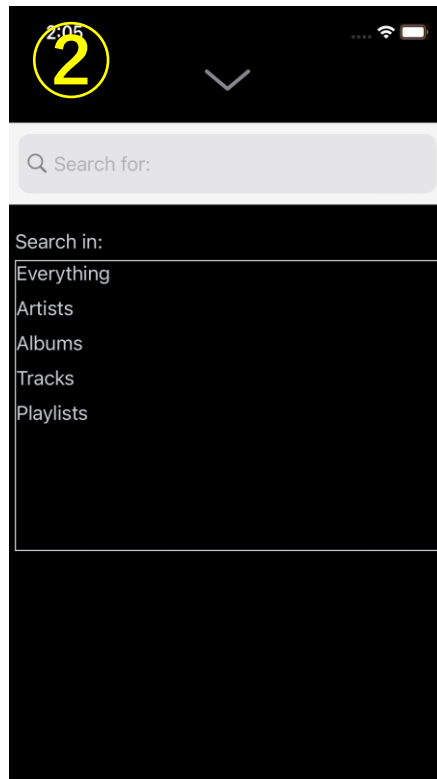 2:05
②
Search for:
Search in:
Everything
Artists
Albums
Tracks
Playlists